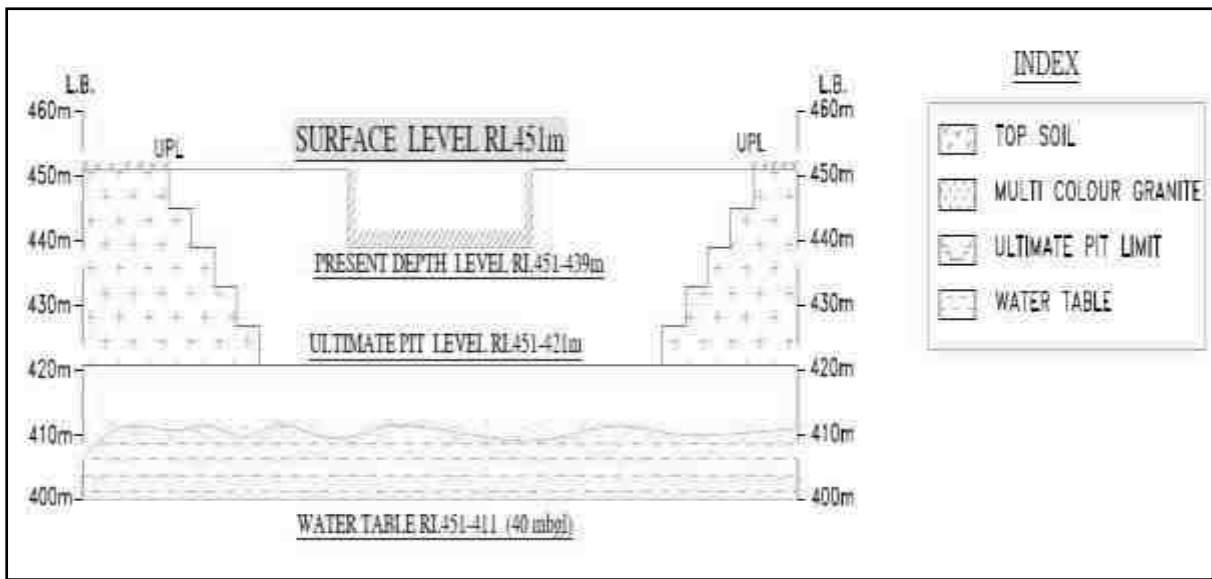 L.B.
460m
450m
440m
430m
420m
410m
400m
UPL
SURFACE LEVEL RL451m
UPL
PRESENT DEPTH LEVEL RL451-439m
ULTIMATE PIT LEVEL RL451-421m
WATER TABLE RL451-411 (40 mbgl)
L.B.
460m
450m
440m
430m
420m
410m
400m
INDEX
TOP SOIL
MULTI COLOUR GRANITE
ULTIMATE PIT LIMIT
WATER TABLE